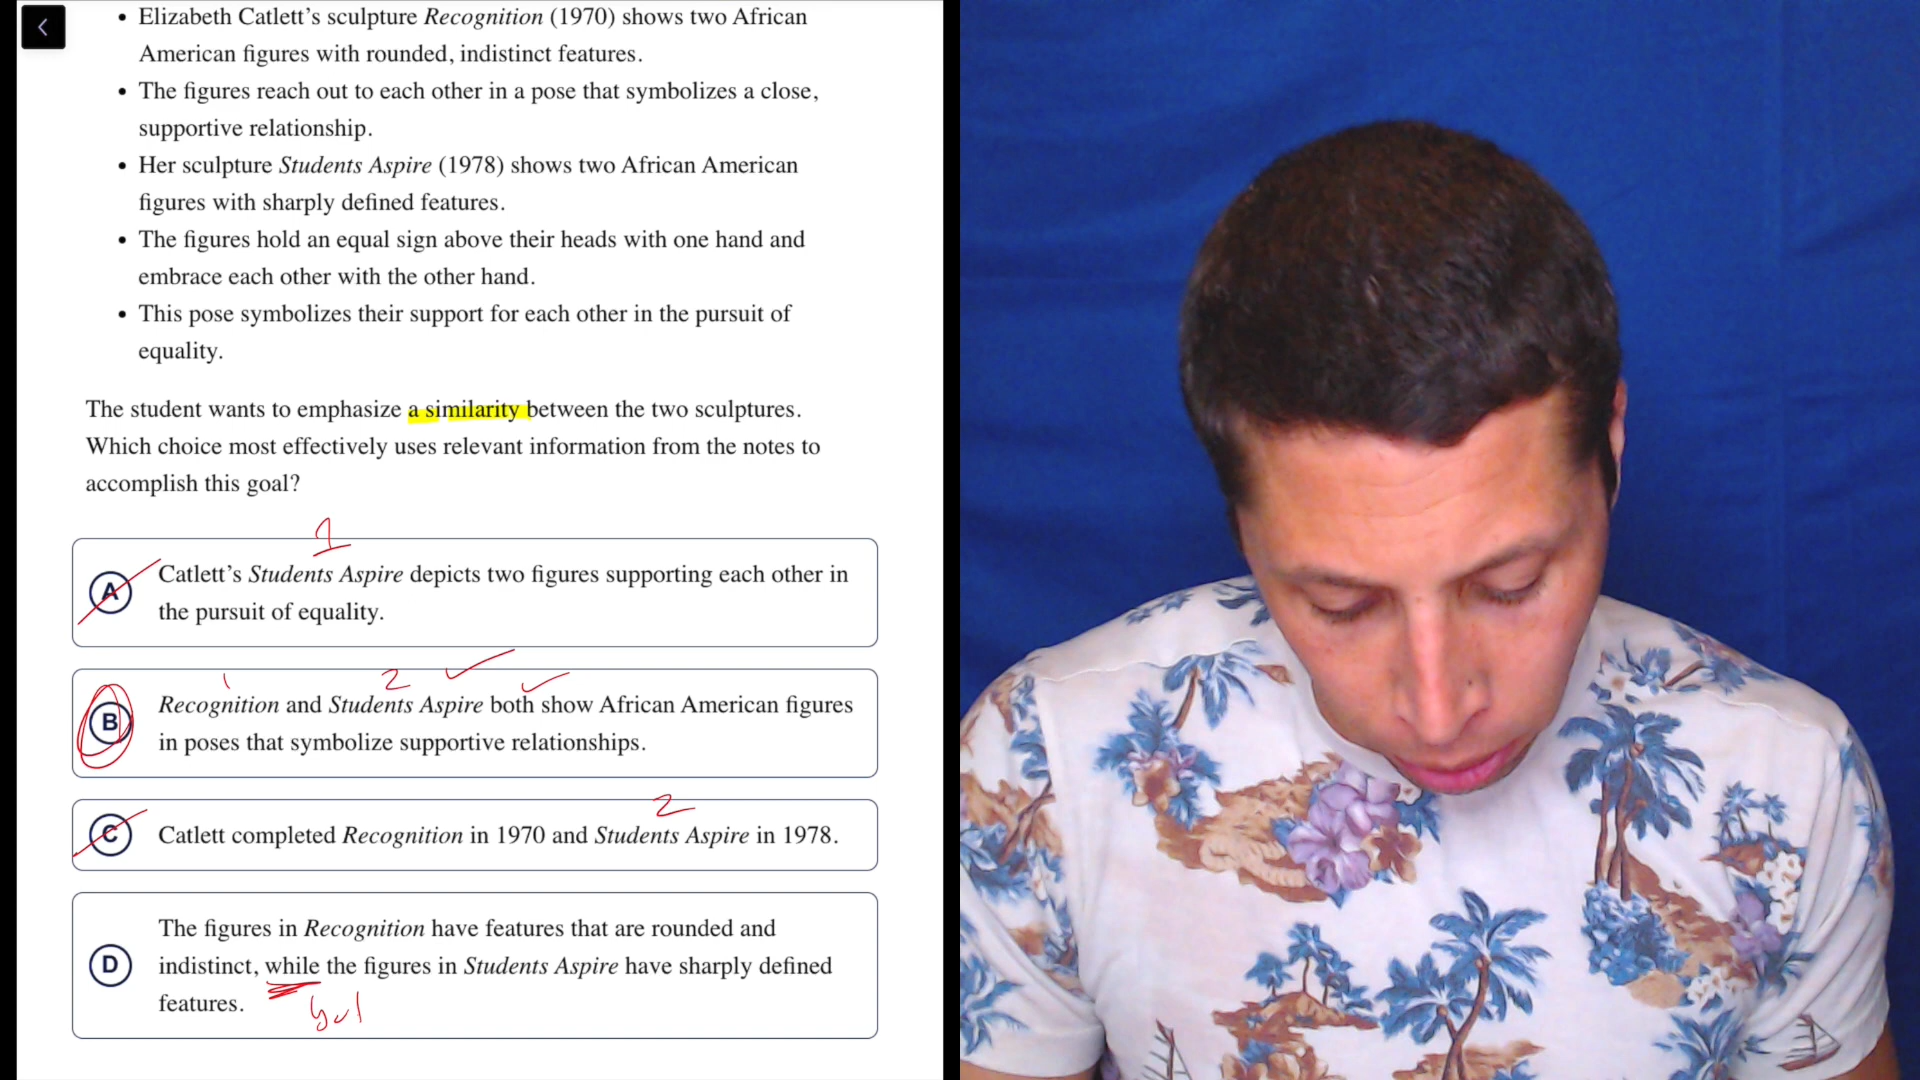 • Elizabeth Catlett’s sculpture Recognition (1970) shows two African
American figures with rounded, indistinct features.
• The figures reach out to each other in a pose that symbolizes a close,
supportive relationship.
• Her sculpture Students Aspire (1978) shows two African American
figures with sharply defined features.
• The figures hold an equal sign above their heads with one hand and
embrace each other with the other hand.
• This pose symbolizes their support for each other in the pursuit of
equality.
The student wants to emphasize a similarity between the two sculptures.
Which choice most effectively uses relevant information from the notes to
accomplish this goal?
1
A Catlett’s Students Aspire depicts two figures supporting each other in
the pursuit of equality.
1 2
B Recognition and Students Aspire both show African American figures
in poses that symbolize supportive relationships.
2
C Catlett completed Recognition in 1970 and Students Aspire in 1978.
The figures in Recognition have features that are rounded and
D indistinct, while the figures in Students Aspire have sharply defined
features.
but